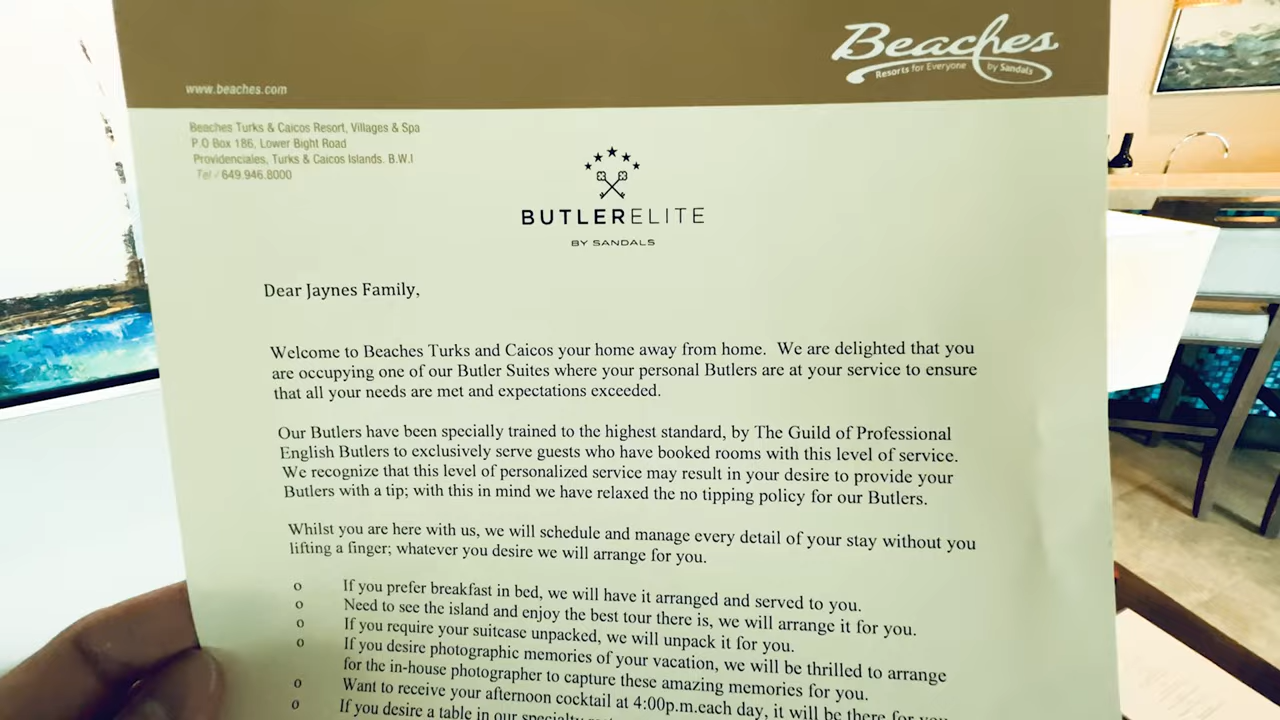 Beaches
Resorts for Everyone by Sandals
www.beaches.com
Beaches Turks & Caicos Resort, Villages & Spa
P.O Box 186, Lower Bight Road
Providenciales, Turks & Caicos Islands. B.W.I
Tel / 649.946.8000
BUTLERELITE
BY SANDALS
Dear Jaynes Family,
Welcome to Beaches Turks and Caicos your home away from home. We are delighted that you
are occupying one of our Butler Suites where your personal Butlers are at your service to ensure
that all your needs are met and expectations exceeded.
Our Butlers have been specially trained to the highest standard, by The Guild of Professional
English Butlers to exclusively serve guests who have booked rooms with this level of service.
We recognize that this level of personalized service may result in your desire to provide your
Butlers with a tip; with this in mind we have relaxed the no tipping policy for our Butlers.
Whilst you are here with us, we will schedule and manage every detail of your stay without you
lifting a finger; whatever you desire we will arrange for you.
o If you prefer breakfast in bed, we will have it arranged and served to you.
o Need to see the island and enjoy the best tour there is, we will arrange it for you.
o If you require your suitcase unpacked, we will unpack it for you.
o If you desire photographic memories of your vacation, we will be thrilled to arrange
for the in-house photographer to capture these amazing memories for you.
o Want to receive your afternoon cocktail at 4:00p.m.each day, it will be there for you
o If you desire a table in our